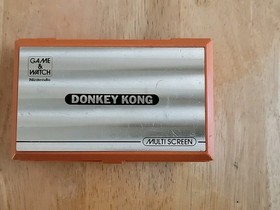 GAME
&
WATCH
Nintendo
DONKEY KONG
MULTI SCREEN